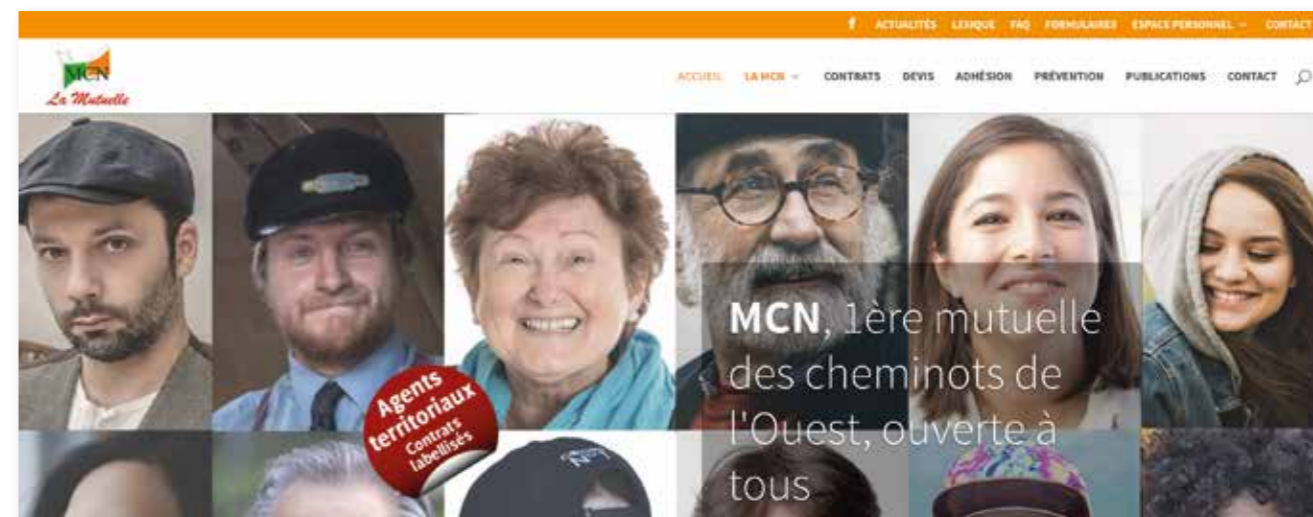 f ACTUALITÉS LEXIQUE FAQ FORMULAIRES ESPACE PERSONNEL CONTACT
MCN
La Mutuelle
ACCUEIL LA MCN CONTRATS DEVIS ADHÉSION PRÉVENTION PUBLICATIONS CONTACT
Agents
territoriaux
Contrats
labellisés
MCN, 1ère mutuelle
des cheminots de
l'Ouest, ouverte à
tous